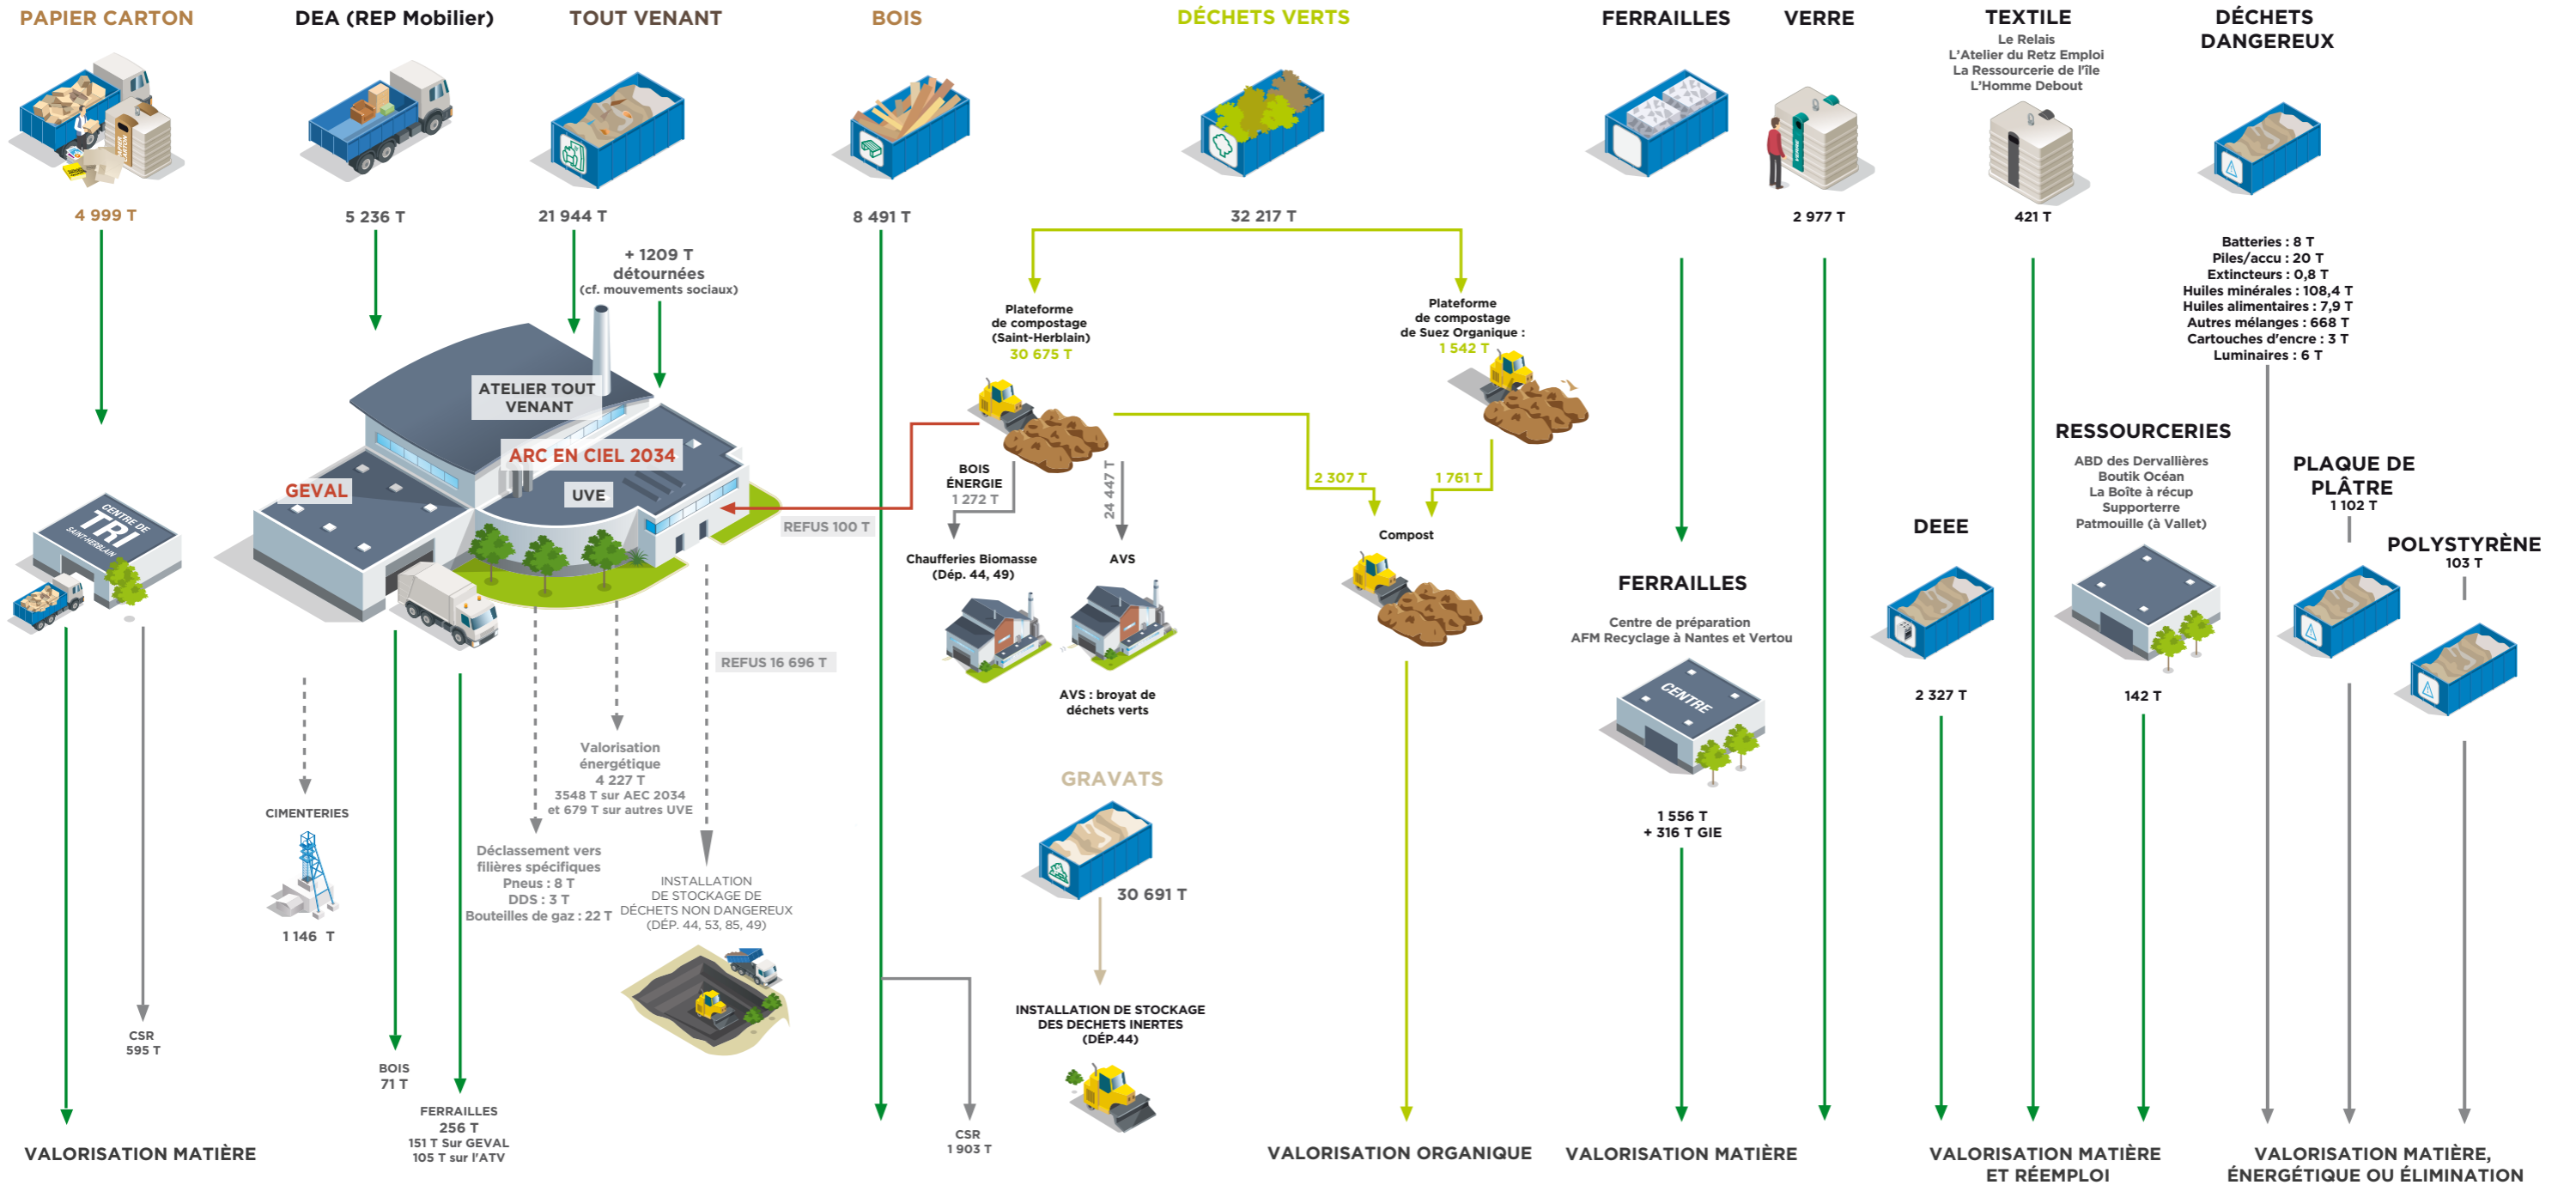 PAPIER CARTON
DEA (REP Mobilier)
TOUT VENANT
BOIS
DÉCHETS VERTS
FERRAILLES
VERRE
TEXTILE
Le Relais
L'Atelier du Retz Emploi
La Ressourcerie de l'île
L'Homme Debout
DÉCHETS
DANGEREUX
PAPIER
CARTON
VERRE
4 999 T
5 236 T
21 944 T
8 491 T
32 217 T
2 977 T
421 T
+ 1209 T
détournées
(cf. mouvements sociaux)
Batteries : 8 T
Piles/accu : 20 T
Extincteurs : 0,8 T
Huiles minérales : 108,4 T
Huiles alimentaires : 7,9 T
Autres mélanges : 668 T
Cartouches d'encre : 3 T
Luminaires : 6 T
Plateforme
de compostage
(Saint-Herblain)
30 675 T
Plateforme
de compostage
de Suez Organique :
1 542 T
ATELIER TOUT
VENANT
ARC EN CIEL 2034
GEVAL
UVE
REFUS 100 T
BOIS
ÉNERGIE
1 272 T
24 447 T
2 307 T
1 761 T
Compost
Chaufferies Biomasse
(Dép. 44, 49)
AVS
AVS : broyat de
déchets verts
CENTRE DE
TRI
SAINT-HERBLAIN
RESSOURCERIES
ABD des Dervallières
Boutik Océan
La Boîte à récup
Supporterre
Patmouille (à Vallet)
142 T
PLAQUE DE
PLÂTRE
1 102 T
POLYSTYRÈNE
103 T
DEEE
2 327 T
FERRAILLES
Centre de préparation
AFM Recyclage à Nantes et Vertou
CENTRE
1 556 T
+ 316 T GIE
REFUS 16 696 T
Valorisation
énergétique
4 227 T
3548 T sur AEC 2034
et 679 T sur autres UVE
CIMENTERIES
1 146 T
Déclassement vers
filières spécifiques
Pneus : 8 T
DDS : 3 T
Bouteilles de gaz : 22 T
INSTALLATION
DE STOCKAGE DE
DÉCHETS NON DANGEREUX
(DÉP. 44, 53, 85, 49)
GRAVATS
30 691 T
INSTALLATION DE STOCKAGE
DES DECHETS INERTES
(DÉP.44)
CSR
595 T
BOIS
71 T
FERRAILLES
256 T
151 T Sur GEVAL
105 T sur l'ATV
CSR
1 903 T
VALORISATION MATIÈRE
VALORISATION ORGANIQUE
VALORISATION MATIÈRE
VALORISATION MATIÈRE
ET RÉEMPLOI
VALORISATION MATIÈRE,
ÉNERGÉTIQUE OU ÉLIMINATION